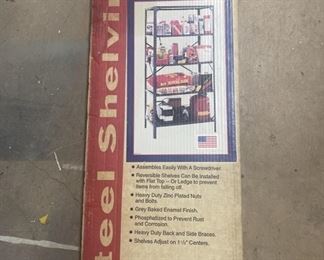 Steel Shelvin
• Assembles Easily With A Screwdriver.
• Reversible Shelves Can Be Installed
with Flat Top -- Or Ledge to prevent
items from falling off.
• Heavy Duty Zinc Plated Nuts
and Bolts.
• Grey Baked Enamel Finish.
• Phosphatized to Prevent Rust
and Corrosion.
• Heavy Duty Back and Side Braces.
• Shelves Adjust on 1½" Centers.